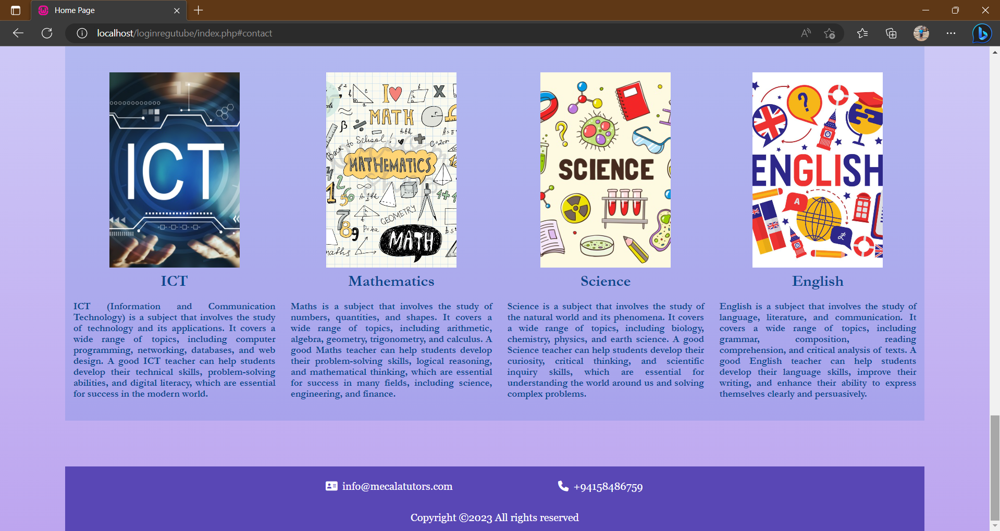 Home Page
localhost/loginregutube/index.php#contact
ICT
I
MATH
Back to School!
MATHEMATICS
GEOMETRY
MATH
maths
SCIENCE
ENGLISH
A
ICT
Mathematics
Science
English
ICT (Information and Communication
Technology) is a subject that involves the study
of technology and its applications. It covers a
wide range of topics, including computer
programming, networking, databases, and web
design. A good ICT teacher can help students
develop their technical skills, problem-solving
abilities, and digital literacy, which are essential
for success in the modern world.
Maths is a subject that involves the study of
numbers, quantities, and shapes. It covers a
wide range of topics, including arithmetic,
algebra, geometry, trigonometry, and calculus. A
good Maths teacher can help students develop
their problem-solving skills, logical reasoning,
and mathematical thinking, which are essential
for success in many fields, including science,
engineering, and finance.
Science is a subject that involves the study of
the natural world and its phenomena. It covers
a wide range of topics, including biology,
chemistry, physics, and earth science. A good
Science teacher can help students develop their
curiosity, critical thinking, and scientific
inquiry skills, which are essential for
understanding the world around us and solving
complex problems.
English is a subject that involves the study of
language, literature, and communication. It
covers a wide range of topics, including
grammar, composition, reading
comprehension, and critical analysis of texts. A
good English teacher can help students
develop their language skills, improve their
writing, and enhance their ability to express
themselves clearly and persuasively.
info@mecalatutors.com
+94158486759
Copyright ©2023 All rights reserved